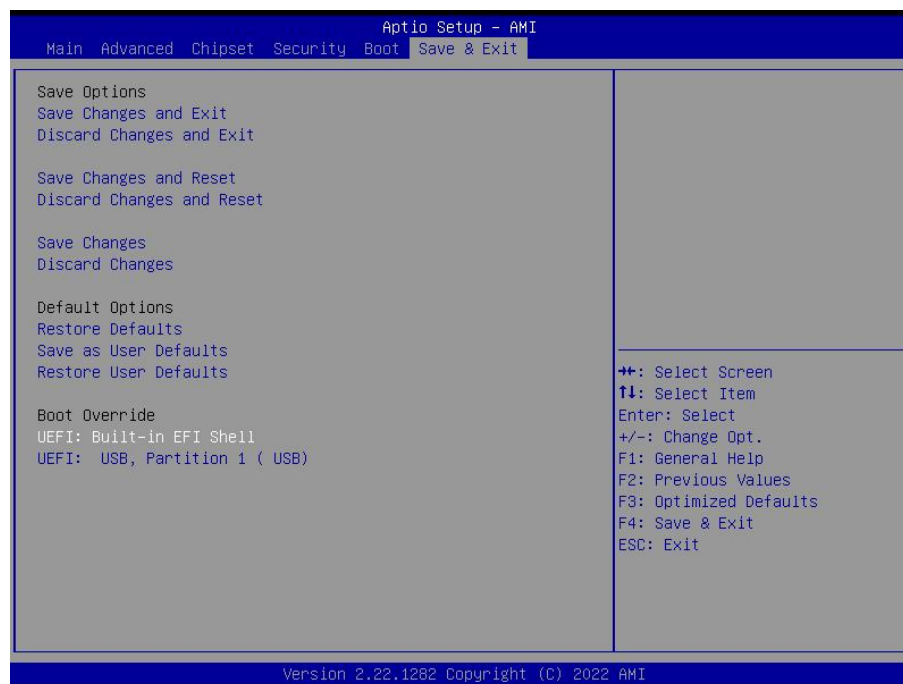 Aptio Setup - AMI
Main Advanced Chipset Security Boot Save & Exit
Save Options
Save Changes and Exit
Discard Changes and Exit
Save Changes and Reset
Discard Changes and Reset
Save Changes
Discard Changes
Default Options
Restore Defaults
Save as User Defaults
Restore User Defaults
Boot Override
UEFI: Built-in EFI Shell
UEFI:  USB, Partition 1 ( USB)
→←: Select Screen
↑↓: Select Item
Enter: Select
+/-: Change Opt.
F1: General Help
F2: Previous Values
F3: Optimized Defaults
F4: Save & Exit
ESC: Exit
Version 2.22.1282 Copyright (C) 2022 AMI